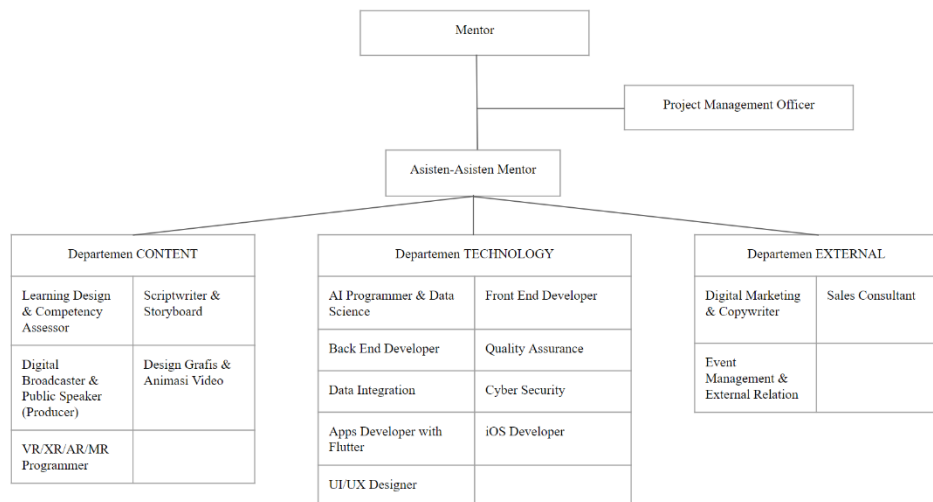 Mentor
Project Management Officer
Asisten-Asisten Mentor
Departemen CONTENT
Learning Design
& Competency
Assessor
Scriptwriter &
Storyboard
Digital
Broadcaster &
Public Speaker
(Producer)
Design Grafis &
Animasi Video
VR/XR/AR/MR
Programmer
Departemen TECHNOLOGY
AI Programmer & Data
Science
Front End Developer
Back End Developer
Quality Assurance
Data Integration
Cyber Security
Apps Developer with
Flutter
iOS Developer
UI/UX Designer
Departemen EXTERNAL
Digital Marketing
& Copywriter
Sales Consultant
Event
Management &
External Relation